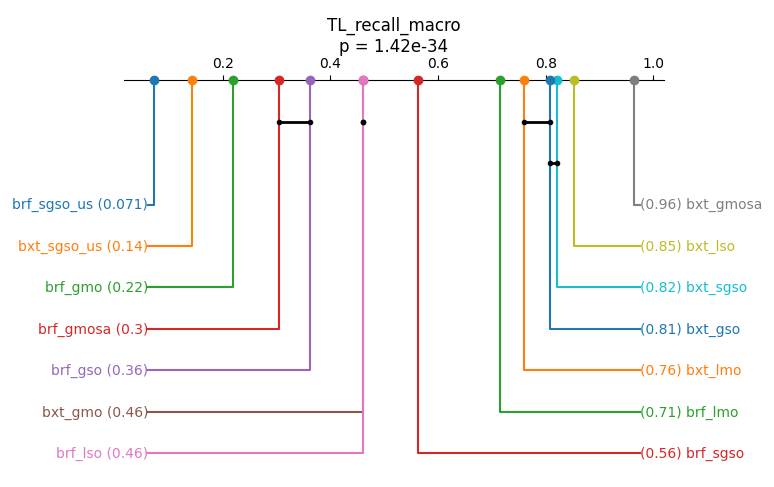 TL_recall_macro
p = 1.42e-34
0.2 0.4 0.6 0.8 1.0
brf_sgso_us (0.071) (0.96) bxt_gmosa
bxt_sgso_us (0.14) (0.85) bxt_lso
brf_gmo (0.22) (0.82) bxt_sgso
brf_gmosa (0.3) (0.81) bxt_gso
brf_gso (0.36) (0.76) bxt_lmo
bxt_gmo (0.46) (0.71) brf_lmo
brf_lso (0.46) (0.56) brf_sgso